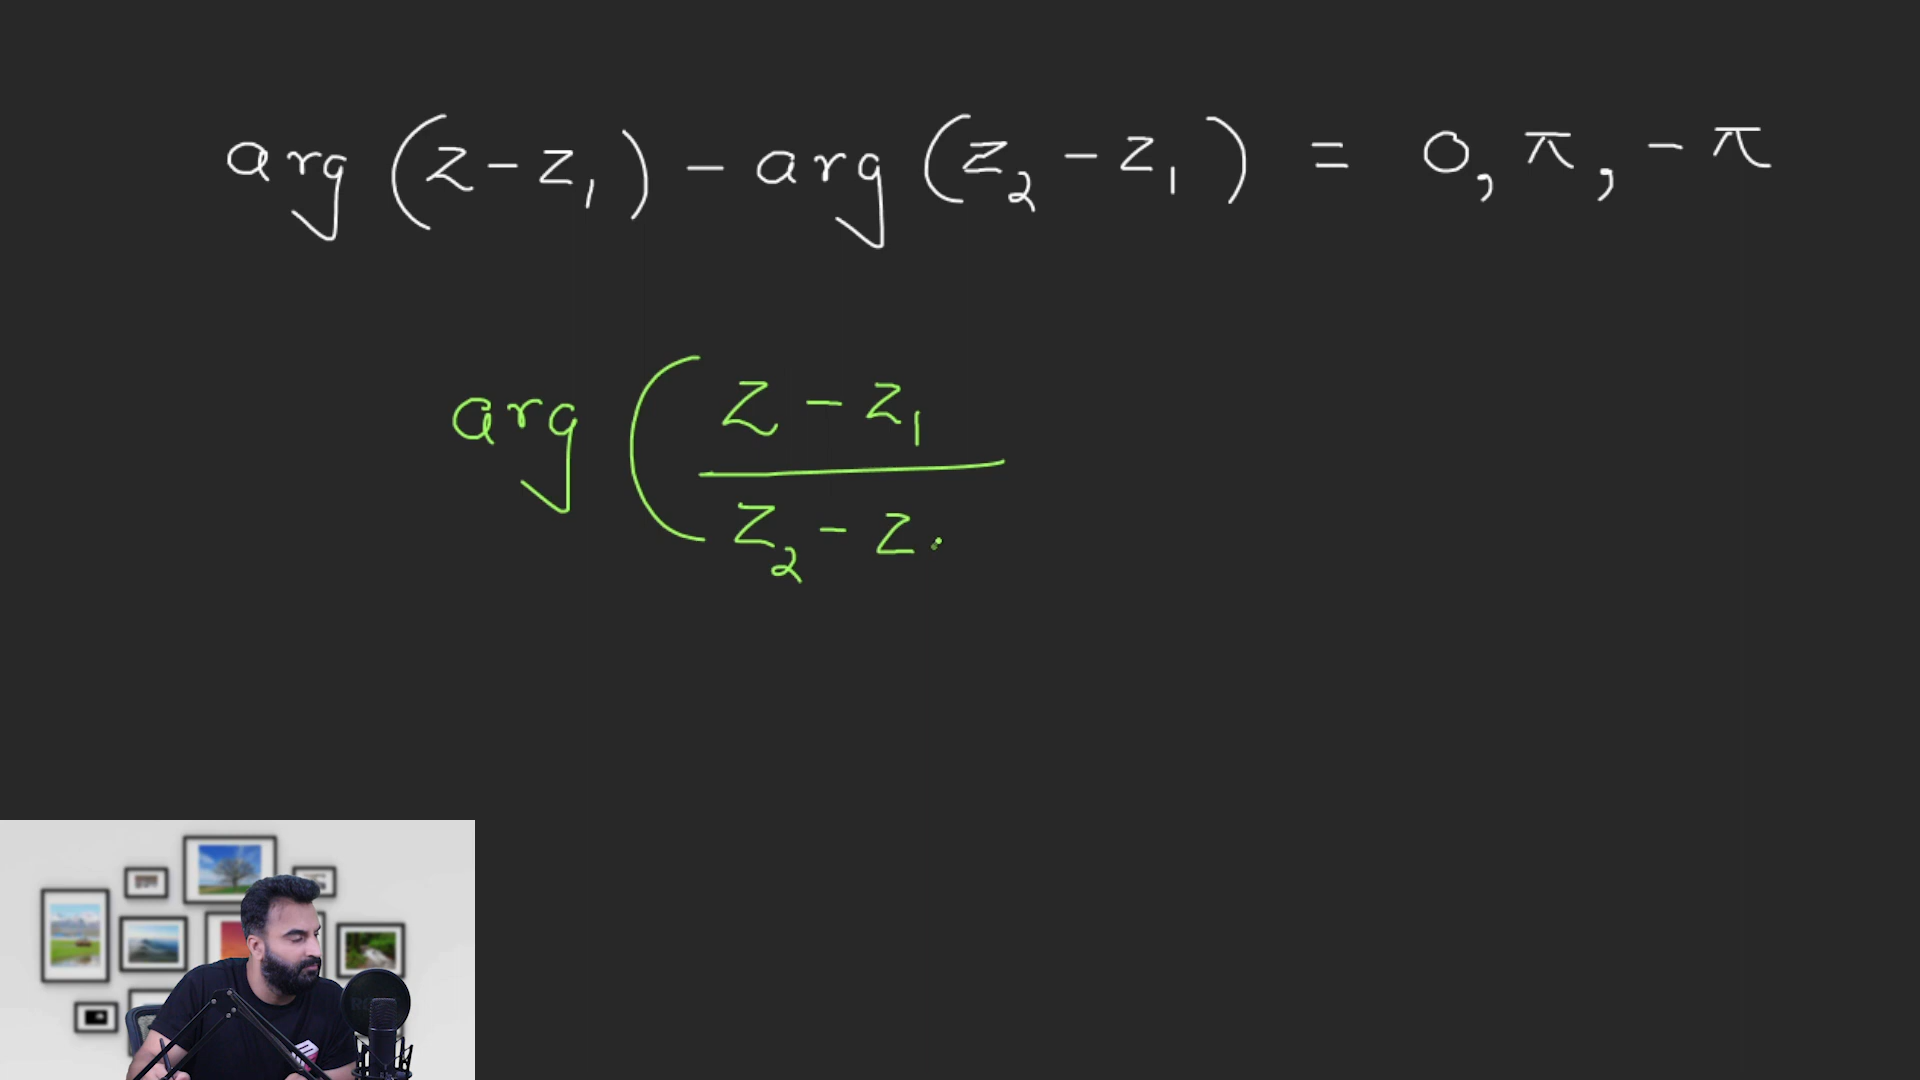 arg (z - z₁) - arg (z₂ - z₁) = 0, π, - π
arg ( z - z₁
z₂ - z